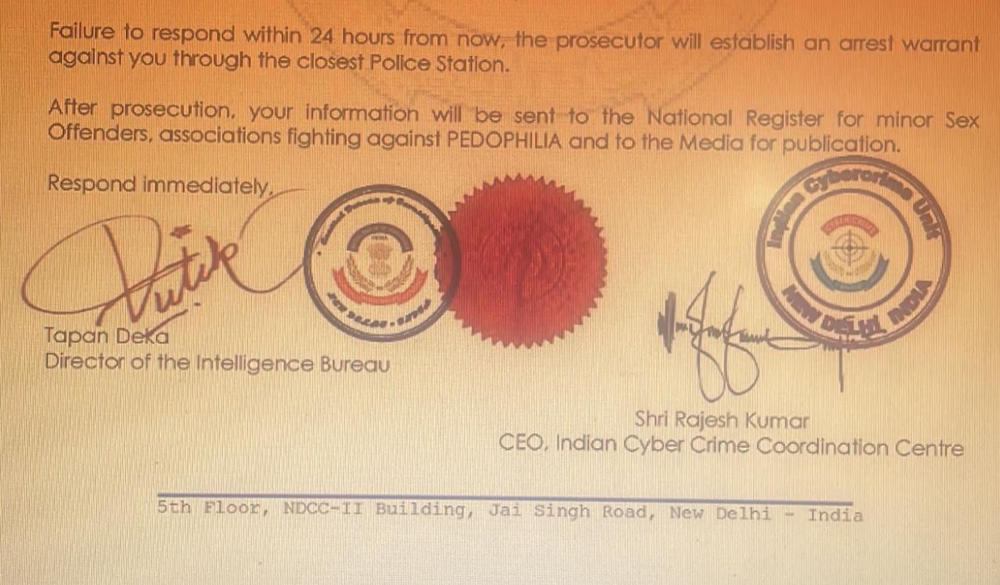 Failure to respond within 24 hours from now, the prosecutor will establish an arrest warrant
against you through the closest Police Station.
After prosecution, your information will be sent to the National Register for minor Sex
Offenders, associations fighting against PEDOPHILIA and to the Media for publication.
Respond immediately,
Indian Cybercrime Unit
NEW DELHI, INDIA
Tapan Deka
Director of the Intelligence Bureau
Shri Rajesh Kumar
CEO, Indian Cyber Crime Coordination Centre
5th Floor, NDCC-II Building, Jai Singh Road, New Delhi - India